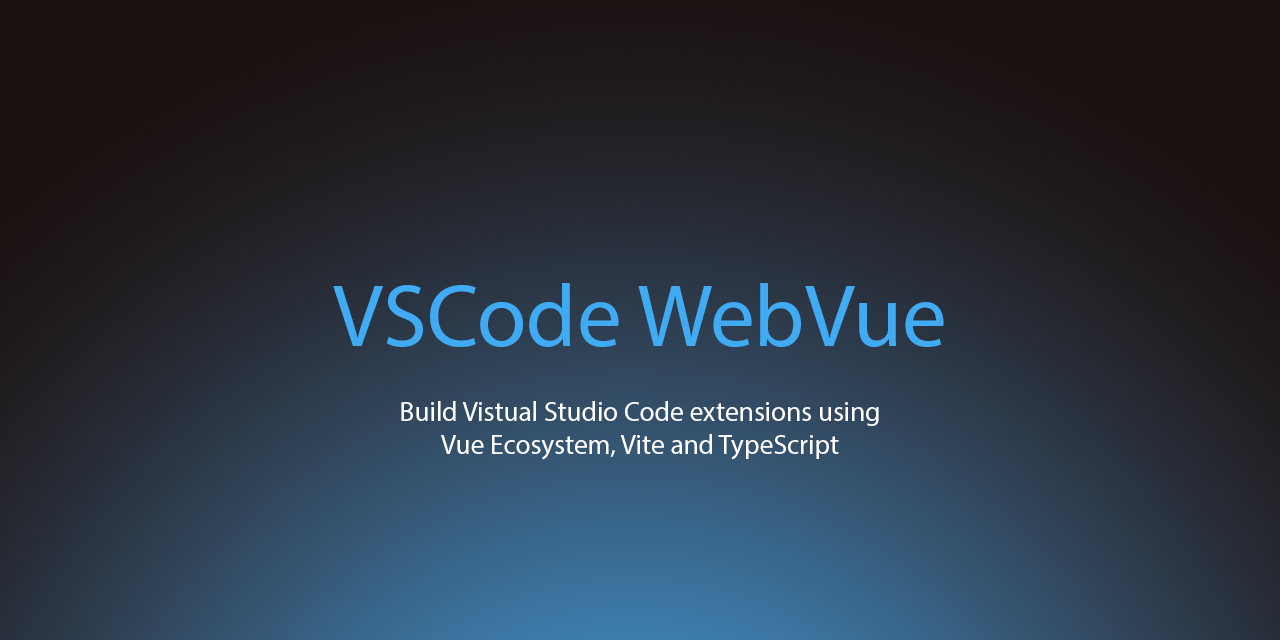 VSCode WebVue
Build Vistual Studio Code extensions using
Vue Ecosystem, Vite and TypeScript